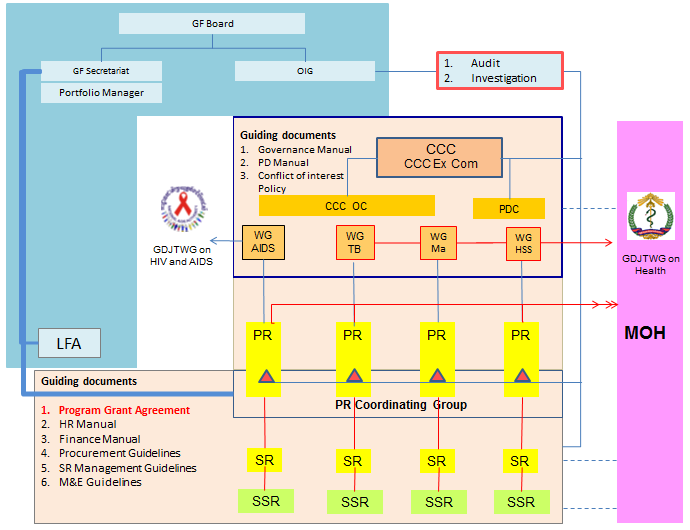 GF Board
GF Secretariat
OIG
Portfolio Manager
1. Audit
2. Investigation
Guiding documents
1. Governance Manual
2. PD Manual
3. Conflict of interest
Policy
CCC
CCC Ex Com
CCC OC
PDC
WG
AIDS
WG
TB
WG
Ma
WG
HSS
GDJTWG on
HIV and AIDS
GDJTWG on
Health
MOH
LFA
PR
PR
PR
PR
PR Coordinating Group
Guiding documents
1. Program Grant Agreement
2. HR Manual
3. Finance Manual
4. Procurement Guidelines
5. SR Management Guidelines
6. M&E Guidelines
SR
SR
SR
SR
SSR
SSR
SSR
SSR